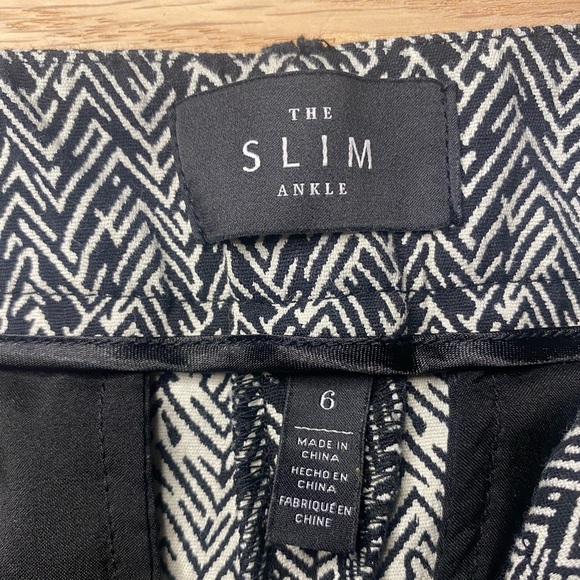 THE
SLIM
ANKLE
6
MADE IN
CHINA
HECHO EN
CHINA
FABRIQUÉ EN
CHINE